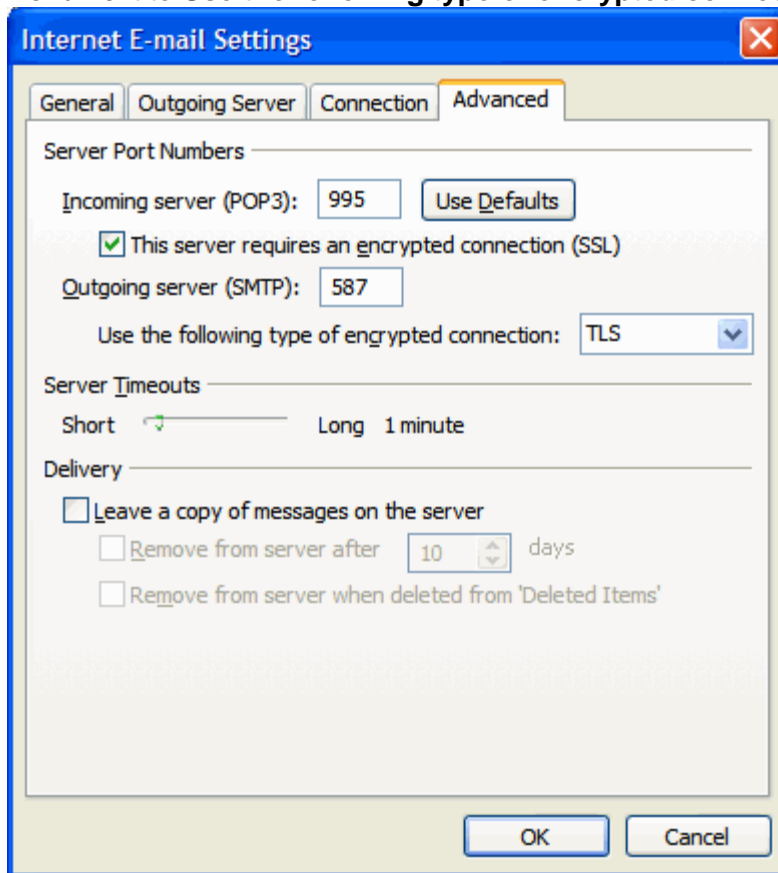 Internet E-mail Settings
General Outgoing Server Connection Advanced
Server Port Numbers
Incoming server (POP3): 995 Use Defaults
This server requires an encrypted connection (SSL)
Outgoing server (SMTP): 587
Use the following type of encrypted connection: TLS
Server Timeouts
Short Long 1 minute
Delivery
Leave a copy of messages on the server
Remove from server after 10 days
Remove from server when deleted from 'Deleted Items'
OK Cancel